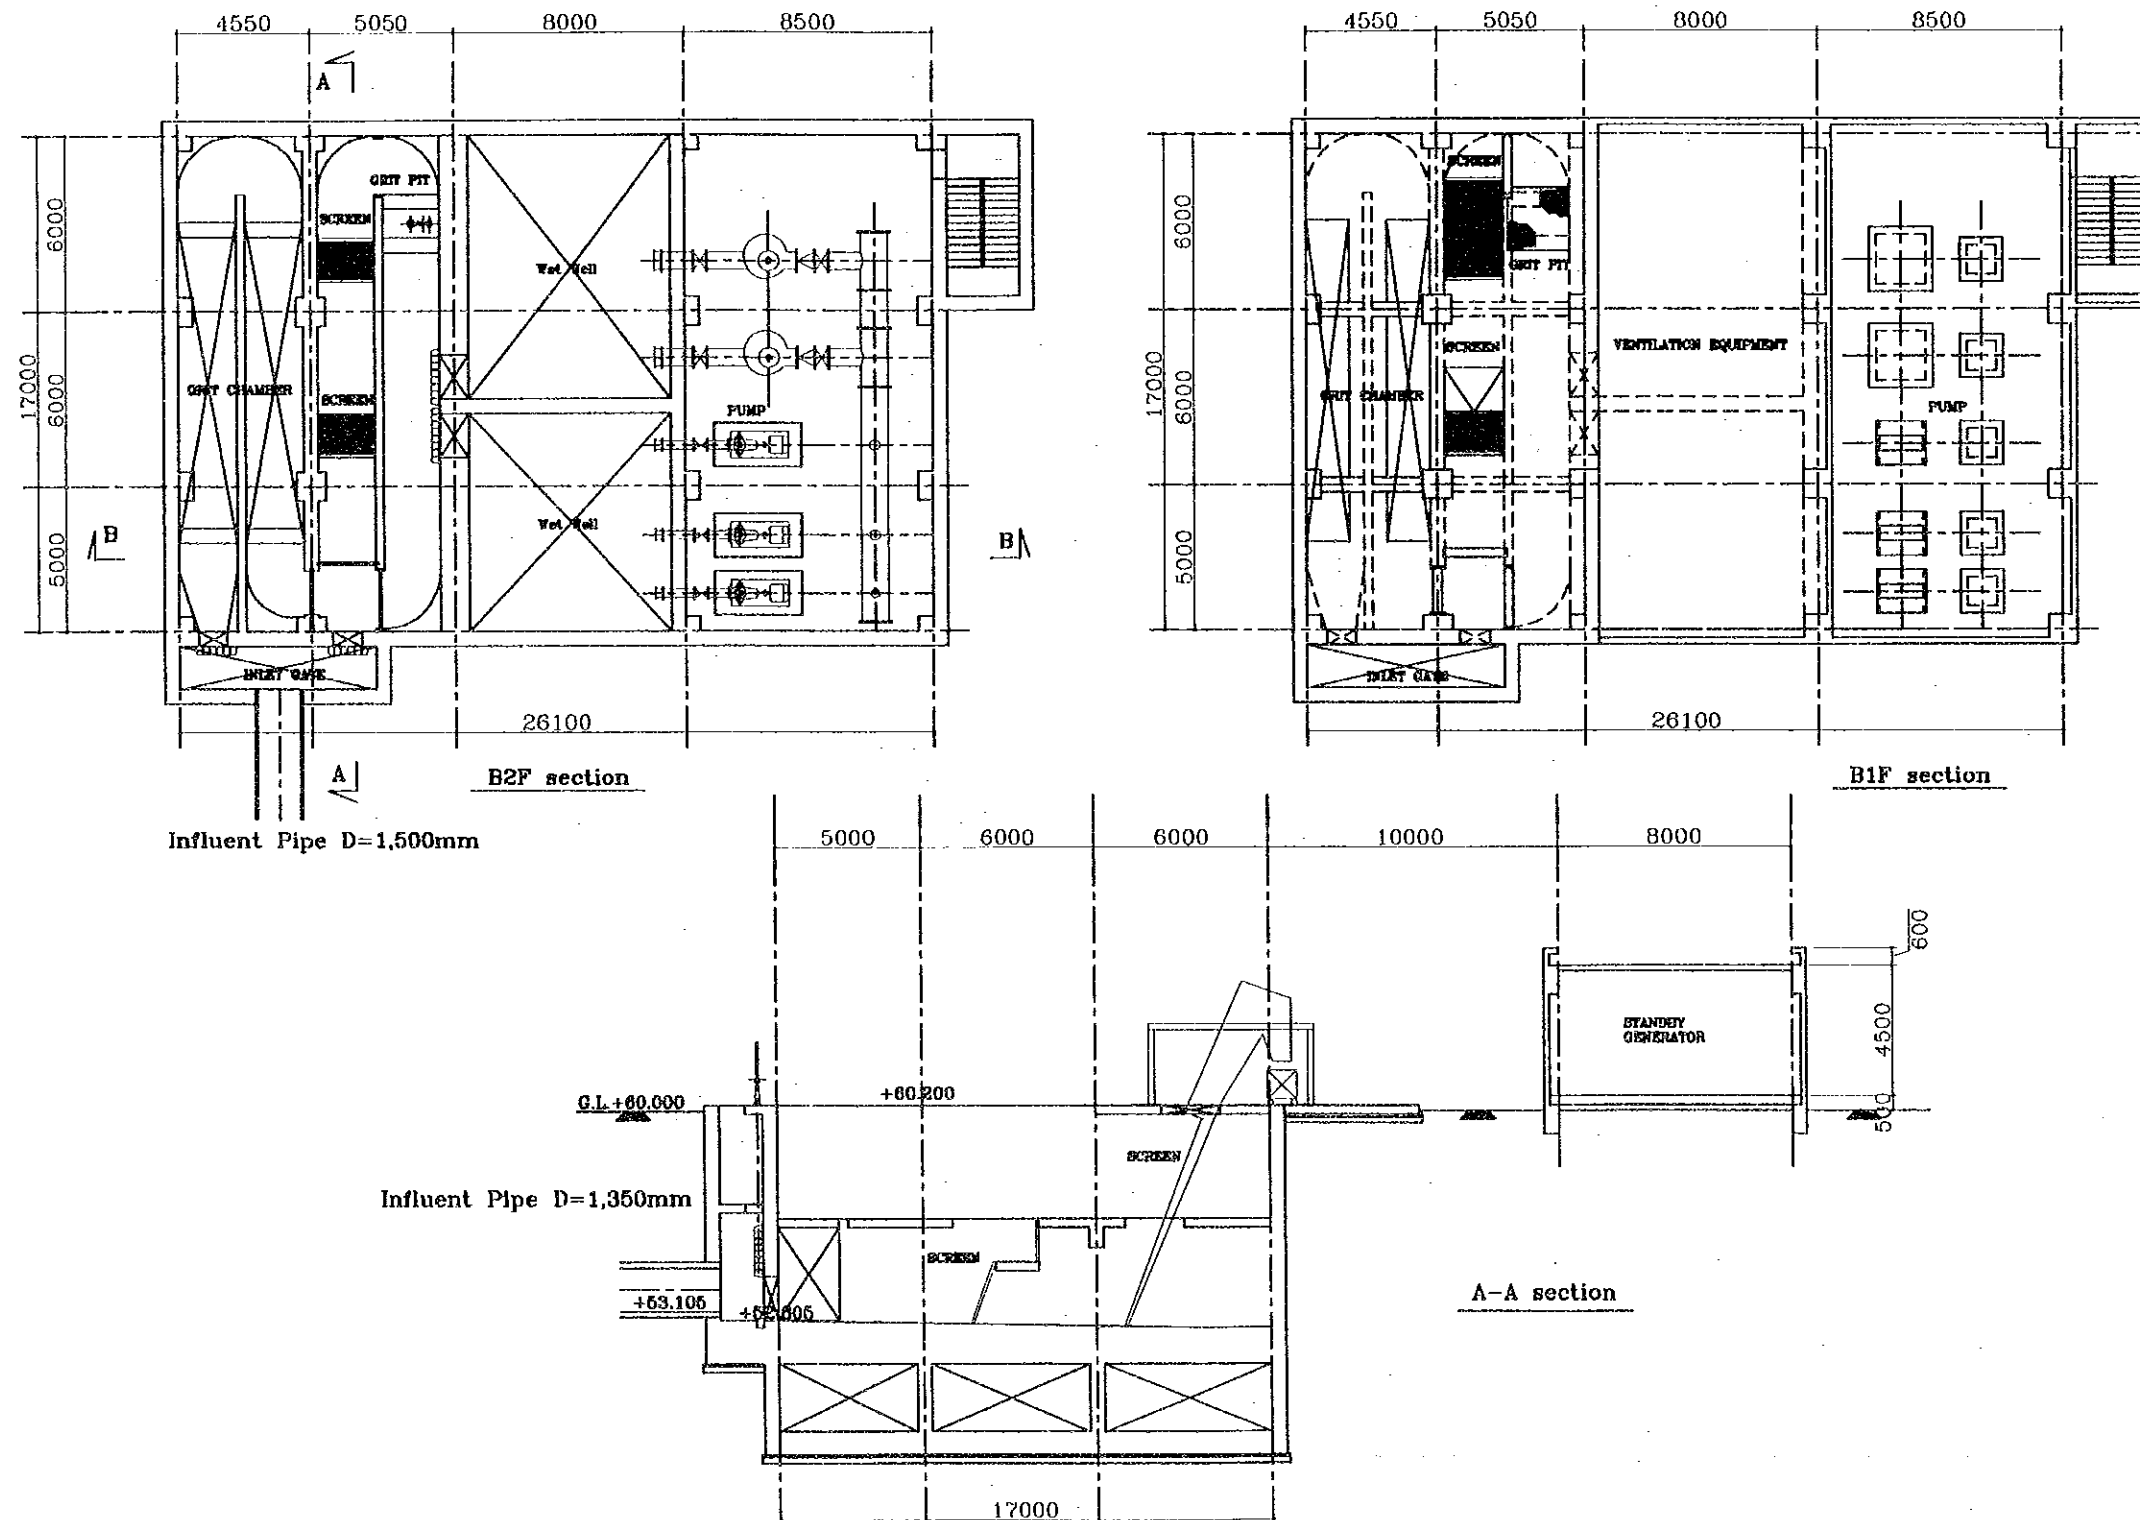 4550 5050 8000 8500
A
6000
6000
5000
17000
GRIT PIT
SCREEN
Wet Well
GRIT CHAMBER
SCREEN
PUMP
Wet Well
B
B
INLET GATE
26100
A
B2F section
Influent Pipe D=1,500mm
4550 5050 8000 8500
6000
6000
5000
17000
SCREEN
GRIT PIT
SCREEN
VENTILATION EQUIPMENT
GRIT CHAMBER
PUMP
INLET GATE
26100
B1F section
5000 6000 6000 10000 8000
600
4500
500
STANDBY
GENERATOR
G.L.+60.000
+60.200
SCREEN
Influent Pipe D=1,350mm
SCREEN
+53.105
A-A section
17000